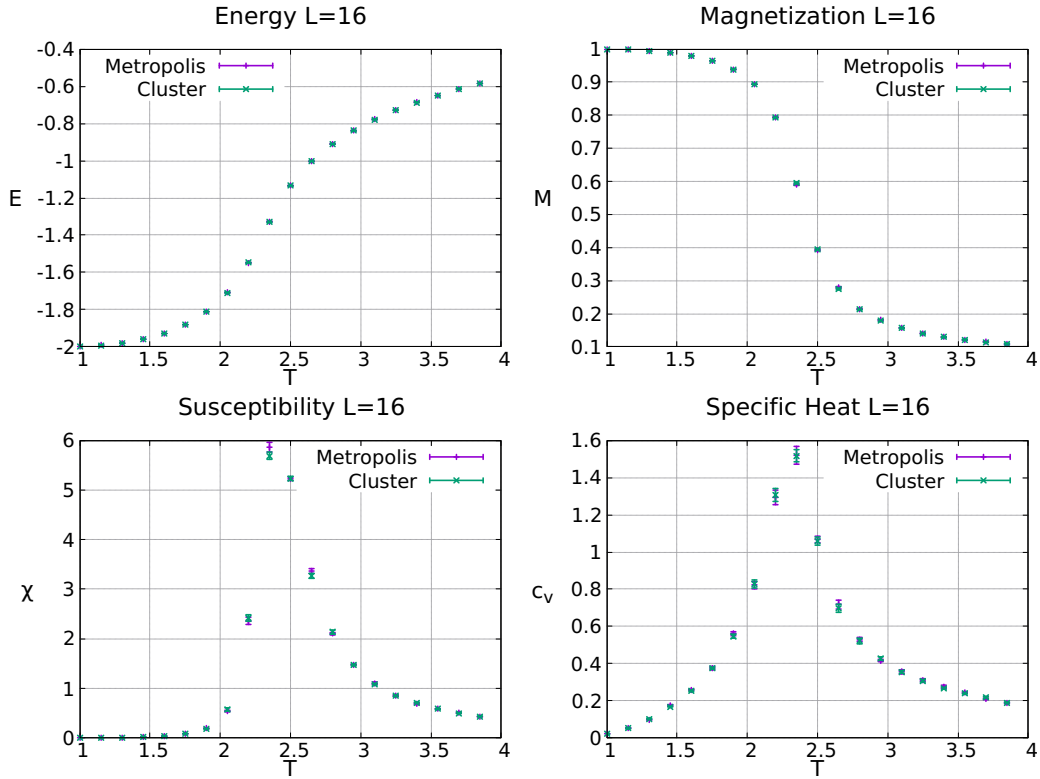 Energy L=16
-0.4
-0.6
-0.8
-1
-1.2
-1.4
-1.6
-1.8
-2
E
Metropolis
Cluster
1 1.5 2 2.5 3 3.5 4
T
Magnetization L=16
1
0.9
0.8
0.7
0.6
0.5
0.4
0.3
0.2
0.1
M
Metropolis
Cluster
1 1.5 2 2.5 3 3.5 4
T
Susceptibility L=16
6
5
4
3
2
1
0
χ
Metropolis
Cluster
1 1.5 2 2.5 3 3.5 4
T
Specific Heat L=16
1.6
1.4
1.2
1
0.8
0.6
0.4
0.2
0
c_v
Metropolis
Cluster
1 1.5 2 2.5 3 3.5 4
T